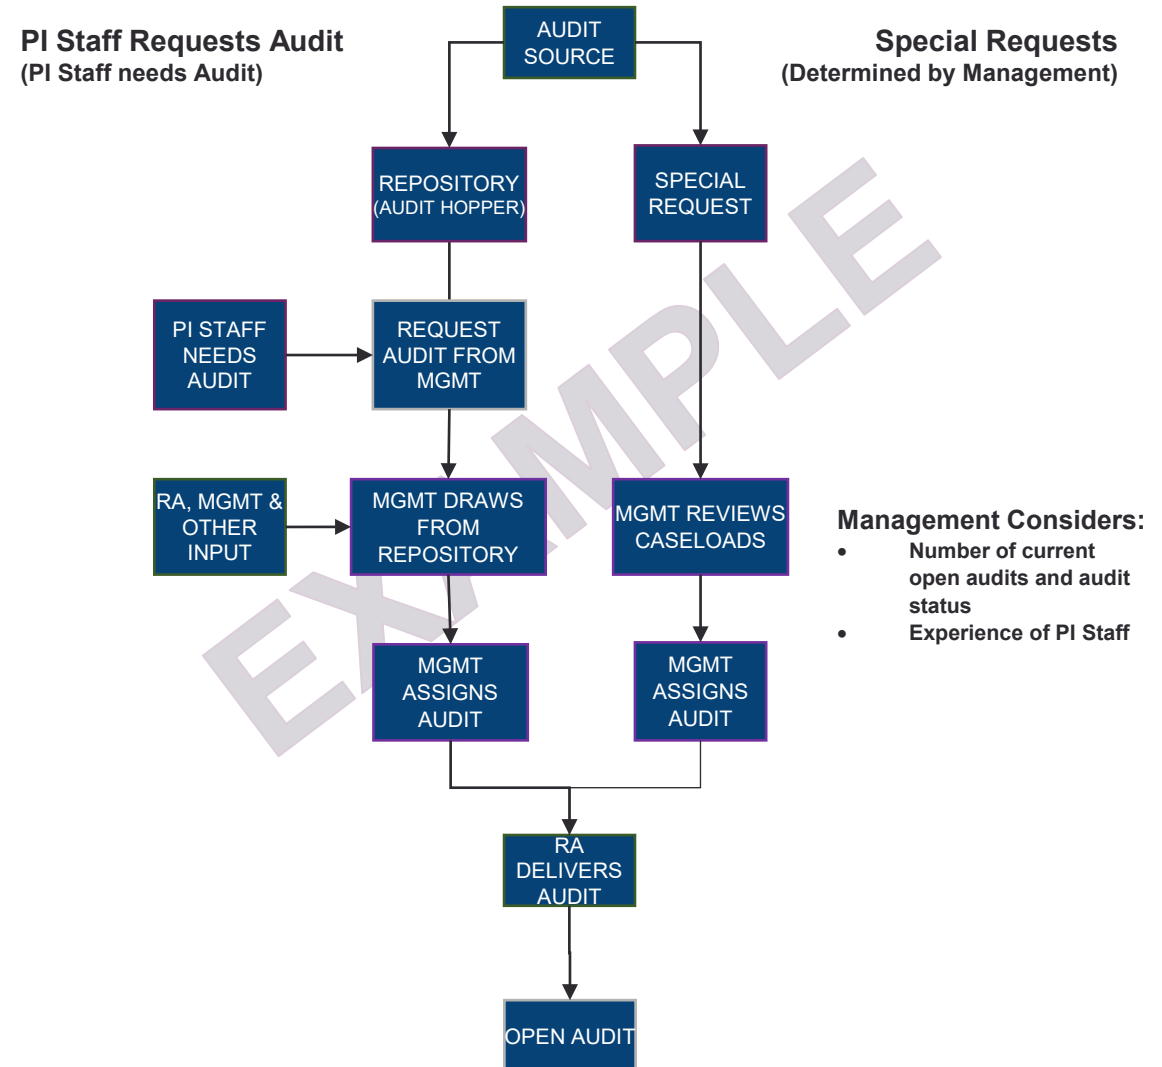 PI Staff Requests Audit
(PI Staff needs Audit)
AUDIT
SOURCE
Special Requests
(Determined by Management)
REPOSITORY
(AUDIT HOPPER)
SPECIAL
REQUEST
PI STAFF
NEEDS
AUDIT
REQUEST
AUDIT FROM
MGMT
RA, MGMT &
OTHER
INPUT
MGMT DRAWS
FROM
REPOSITORY
MGMT REVIEWS
CASELOADS
Management Considers:
• Number of current
open audits and audit
status
• Experience of PI Staff
MGMT
ASSIGNS
AUDIT
MGMT
ASSIGNS
AUDIT
RA
DELIVERS
AUDIT
OPEN AUDIT
EXAMPLE